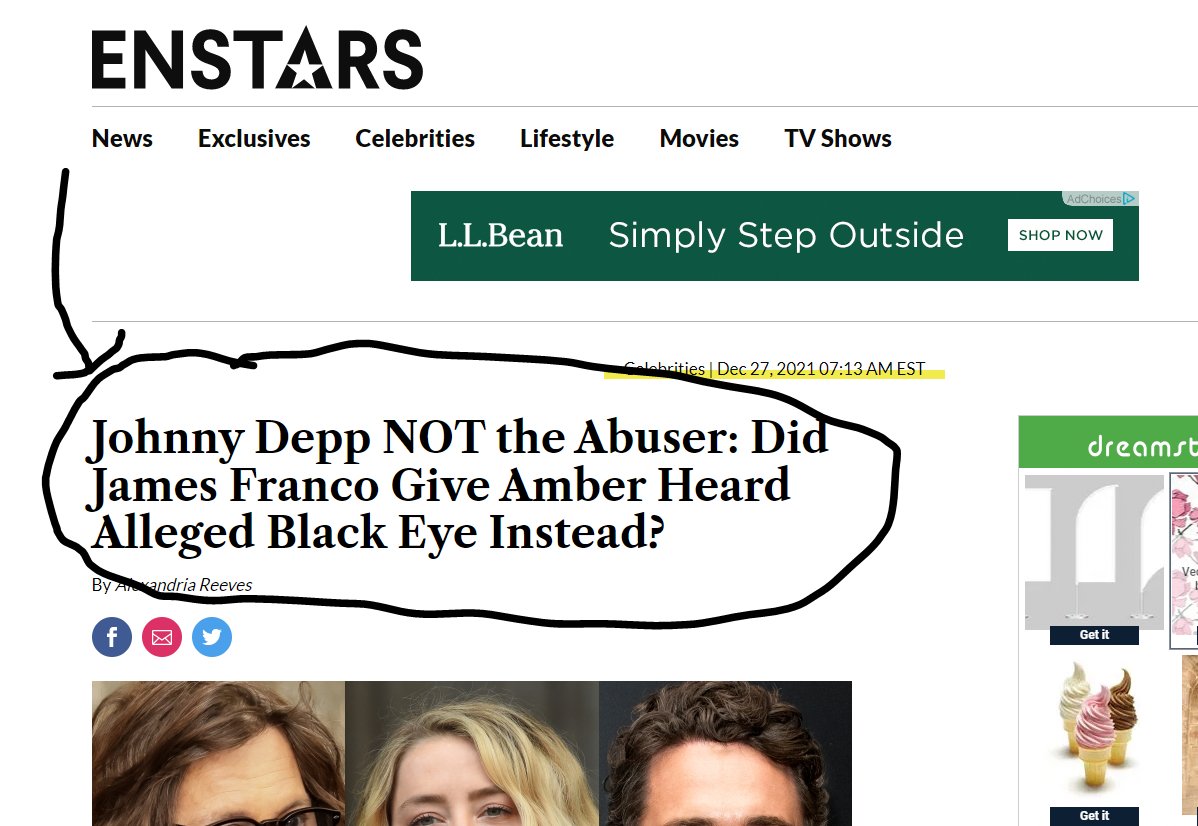 ENSTARS
News Exclusives Celebrities Lifestyle Movies TV Shows
AdChoices
L.L.Bean Simply Step Outside SHOP NOW
Celebrities | Dec 27, 2021 07:13 AM EST
Johnny Depp NOT the Abuser: Did
James Franco Give Amber Heard
Alleged Black Eye Instead?
By Alexandria Reeves
Get it
Get it